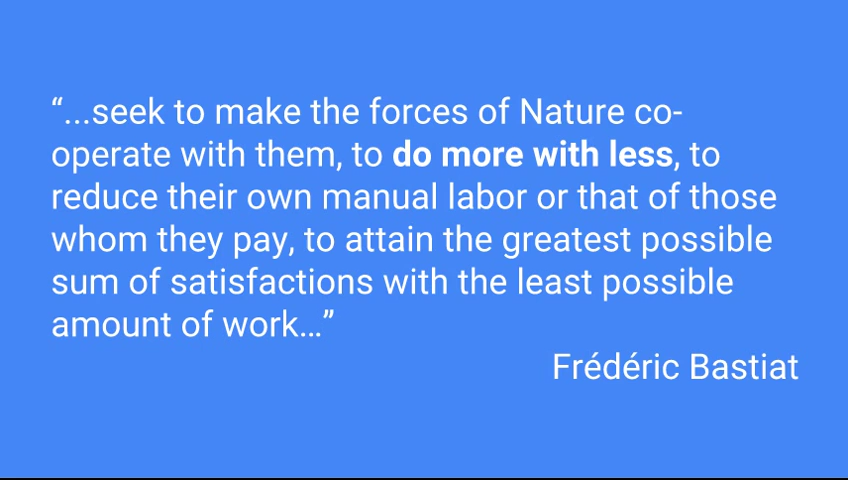 “...seek to make the forces of Nature co-
operate with them, to do more with less, to
reduce their own manual labor or that of those
whom they pay, to attain the greatest possible
sum of satisfactions with the least possible
amount of work…”
Frédéric Bastiat